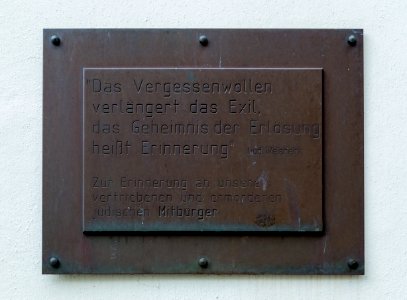 "Das Vergessenwollen
verlängert das Exil,
das Geheimnis der Erlösung
heißt Erinnerung"
Zur Erinnerung an unsere
vertriebenen und ermordeten
jüdischen Mitbürger